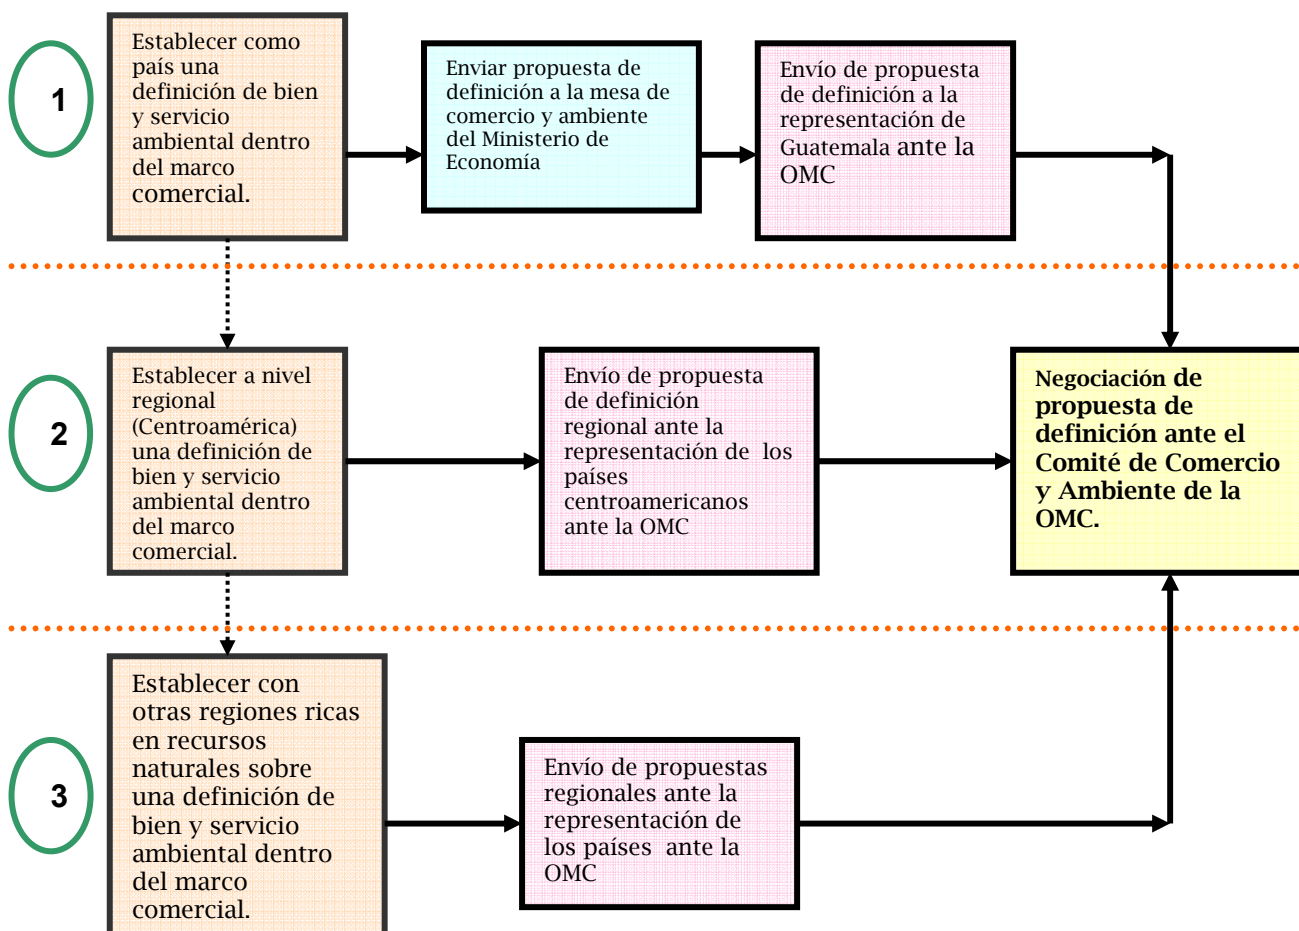 1
Establecer como
país una
definición de bien
y servicio
ambiental dentro
del marco
comercial.
Enviar propuesta de
definición a la mesa de
comercio y ambiente
del Ministerio de
Economía
Envío de propuesta
de definición a la
representación de
Guatemala ante la
OMC
2
Establecer a nivel
regional
(Centroamérica)
una definición de
bien y servicio
ambiental dentro
del marco
comercial.
Envío de propuesta
de definición
regional ante la
representación de los
países
centroamericanos
ante la OMC
Negociación de
propuesta de
definición ante el
Comité de Comercio
y Ambiente de la
OMC.
3
Establecer con
otras regiones ricas
en recursos
naturales sobre
una definición de
bien y servicio
ambiental dentro
del marco
comercial.
Envío de propuestas
regionales ante la
representación de
los países ante la
OMC